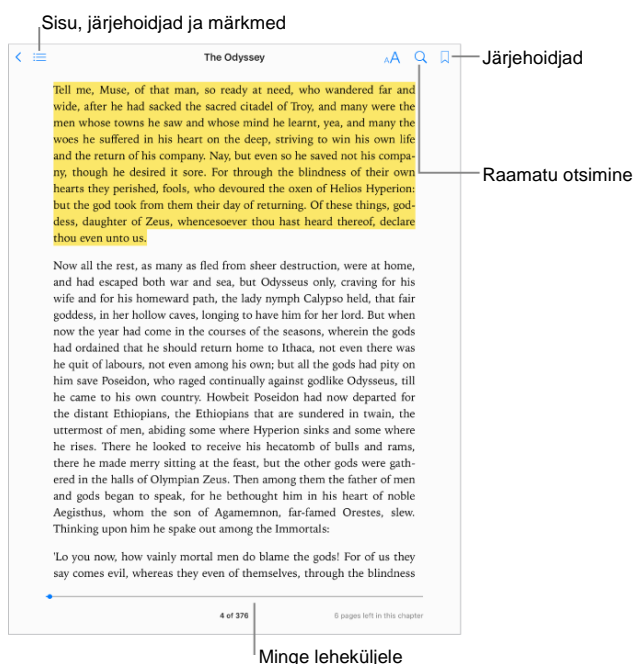 Sisu, järjehoidjad ja märkmed
The Odyssey
AA
Järjehoidjad
Tell me, Muse, of that man, so ready at need, who wandered far and
wide, after he had sacked the sacred citadel of Troy, and many were the
men whose towns he saw and whose mind he learnt, yea, and many the
woes he suffered in his heart on the deep, striving to win his own life
and the return of his company. Nay, but even so he saved not his compa-
ny, though he desired it sore. For through the blindness of their own
hearts they perished, fools, who devoured the oxen of Helios Hyperion:
but the god took from them their day of returning. Of these things, god-
dess, daughter of Zeus, whencesoever thou hast heard thereof, declare
thou even unto us.
Raamatu otsimine
Now all the rest, as many as fled from sheer destruction, were at home,
and had escaped both war and sea, but Odysseus only, craving for his
wife and for his homeward path, the lady nymph Calypso held, that fair
goddess, in her hollow caves, longing to have him for her lord. But when
now the year had come in the courses of the seasons, wherein the gods
had ordained that he should return home to Ithaca, not even there was
he quit of labours, not even among his own; but all the gods had pity on
him save Poseidon, who raged continually against godlike Odysseus, till
he came to his own country. Howbeit Poseidon had now departed for
the distant Ethiopians, the Ethiopians that are sundered in twain, the
uttermost of men, abiding some where Hyperion sinks and some where
he rises. There he looked to receive his hecatomb of bulls and rams,
there he made merry sitting at the feast, but the other gods were gath-
ered in the halls of Olympian Zeus. Then among them the father of men
and gods began to speak, for he bethought him in his heart of noble
Aegisthus, whom the son of Agamemnon, far-famed Orestes, slew.
Thinking upon him he spake out among the Immortals:
'Lo you now, how vainly mortal men do blame the gods! For of us they
say comes evil, whereas they even of themselves, through the blindness
4 of 376
6 pages left in this chapter
Minge leheküljele